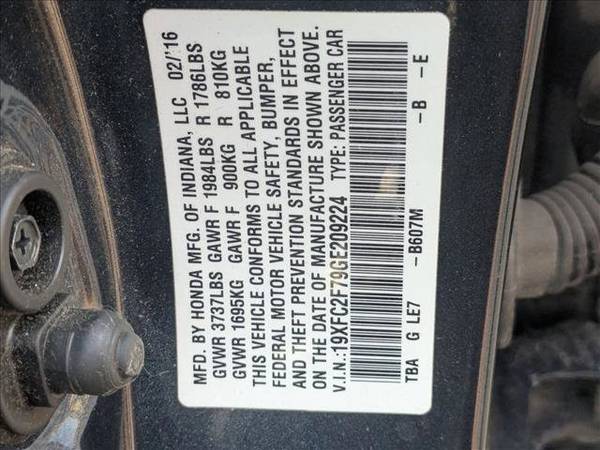 MFD. BY HONDA MFG. OF INDIANA, LLC 02/'16
GVWR 3737LBS GAWR F 1984LBS R 1786LBS
GVWR 1695KG GAWR F 900KG R 810KG
THIS VEHICLE CONFORMS TO ALL APPLICABLE
FEDERAL MOTOR VEHICLE SAFETY, BUMPER,
AND THEFT PREVENTION STANDARDS IN EFFECT
ON THE DATE OF MANUFACTURE SHOWN ABOVE.
V.I.N.:19XFC2F79GE209224 TYPE: PASSENGER CAR
TBA G LE7 -B607M -B -E